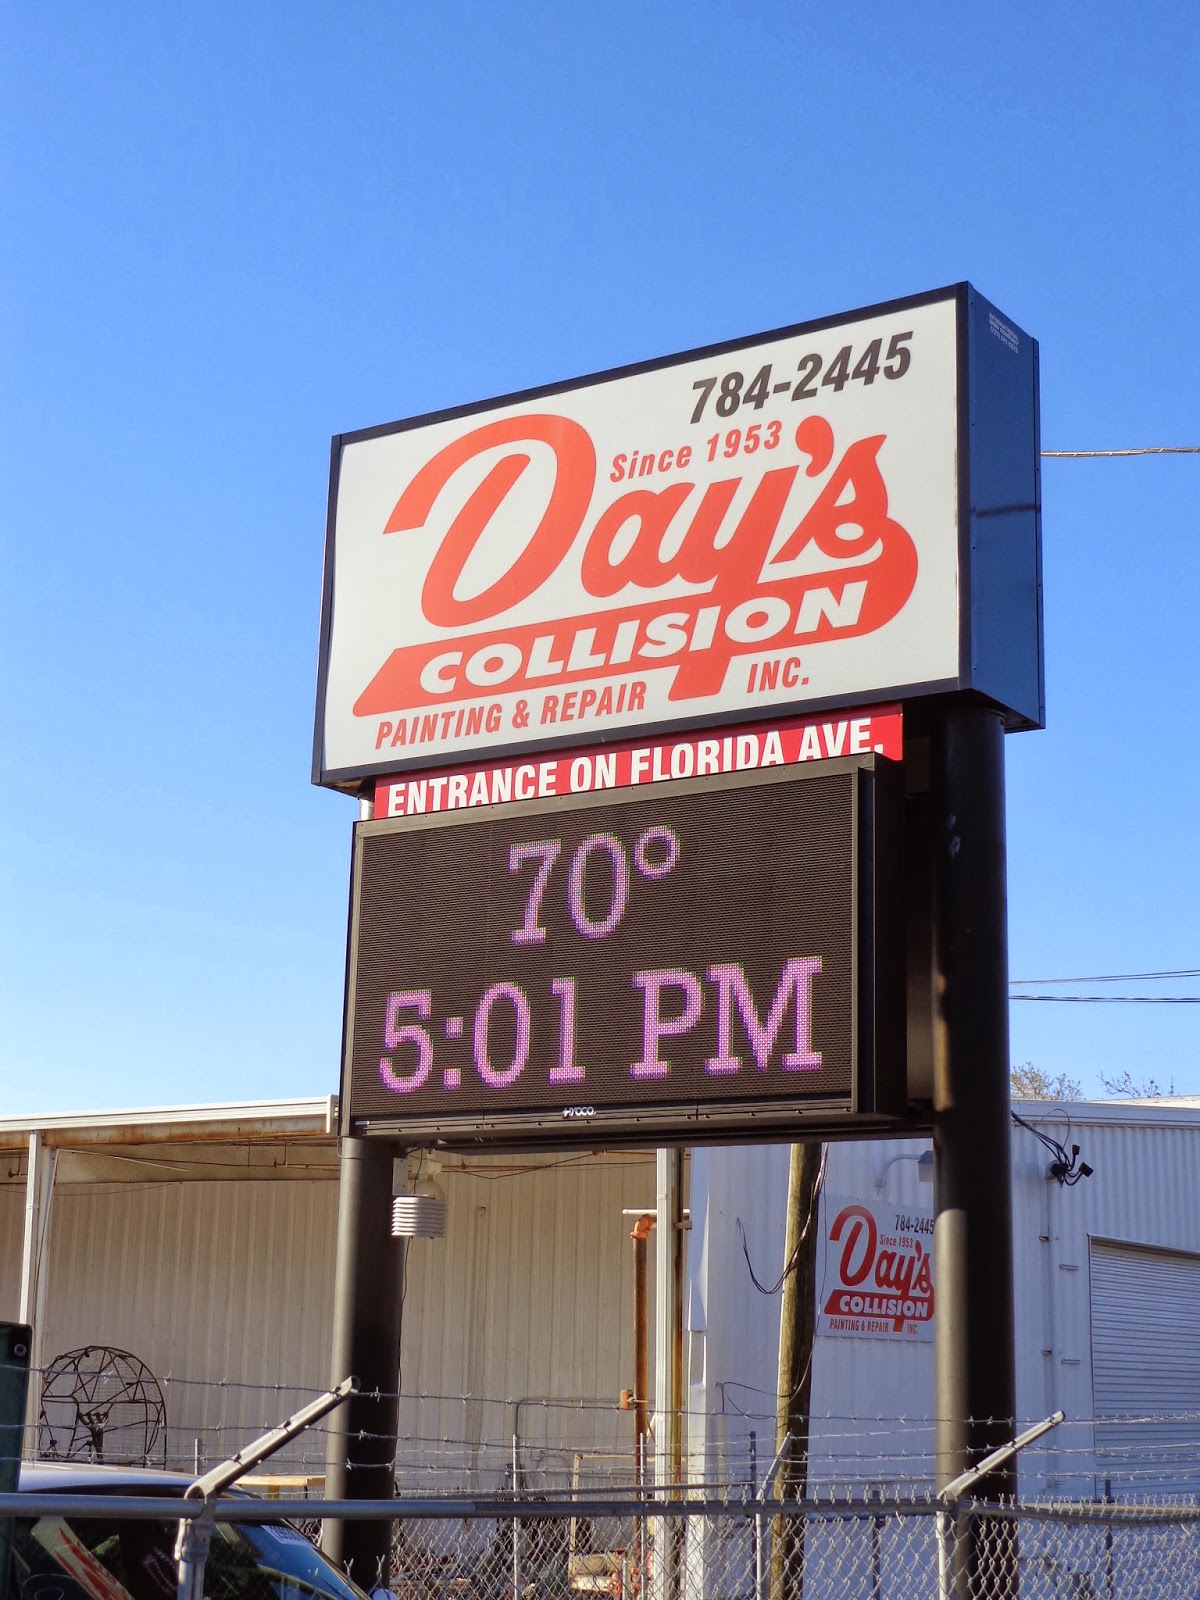 784-2445
Since 1953
Day's
COLLISION
PAINTING & REPAIR INC.
ENTRANCE ON FLORIDA AVE.
70°
5:01 PM
784-2445
Since 1953
Day's
COLLISION
PAINTING & REPAIR INC.